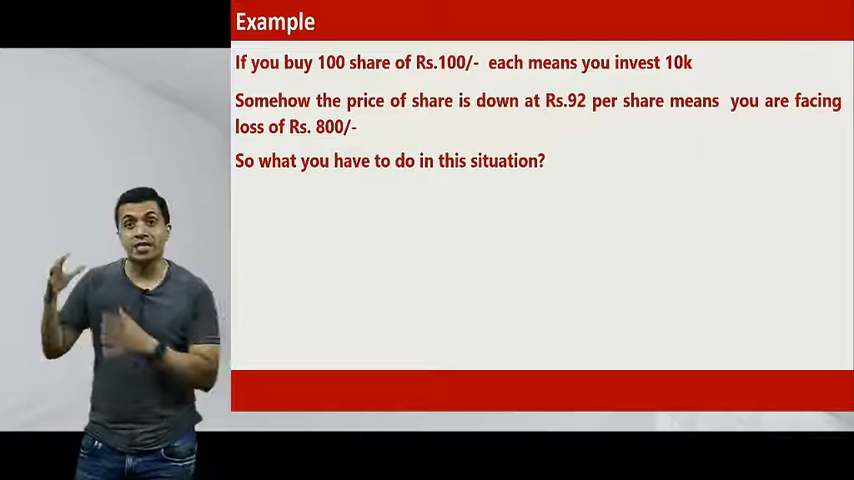 Example
If you buy 100 share of Rs.100/- each means you invest 10k
Somehow the price of share is down at Rs.92 per share means you are facing
loss of Rs. 800/-
So what you have to do in this situation?